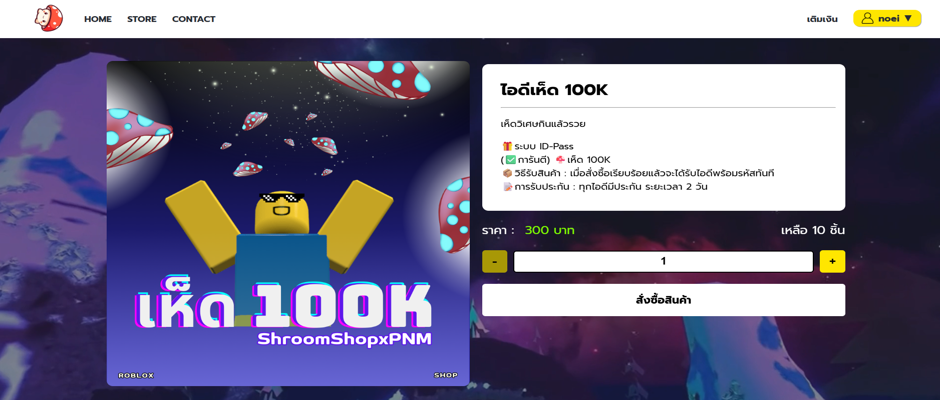 HOME STORE CONTACT
เติมเงิน
noei ▼
เห็ด 100K
ShroomShopxPNM
ROBLOX
SHOP
ไอดีเห็ด 100K
เห็ดวิเศษกินแล้วรวย
🎁ระบบ ID-Pass
(✅การันตี) 🍄เห็ด 100K
📦วิธีรับสินค้า : เมื่อสั่งซื้อเรียบร้อยแล้วจะได้รับไอดีพร้อมรหัสทันที
📝การรับประกัน : ทุกไอดีมีประกัน ระยะเวลา 2 วัน
ราคา : 300 บาท
เหลือ 10 ชิ้น
- 1 +
สั่งซื้อสินค้า